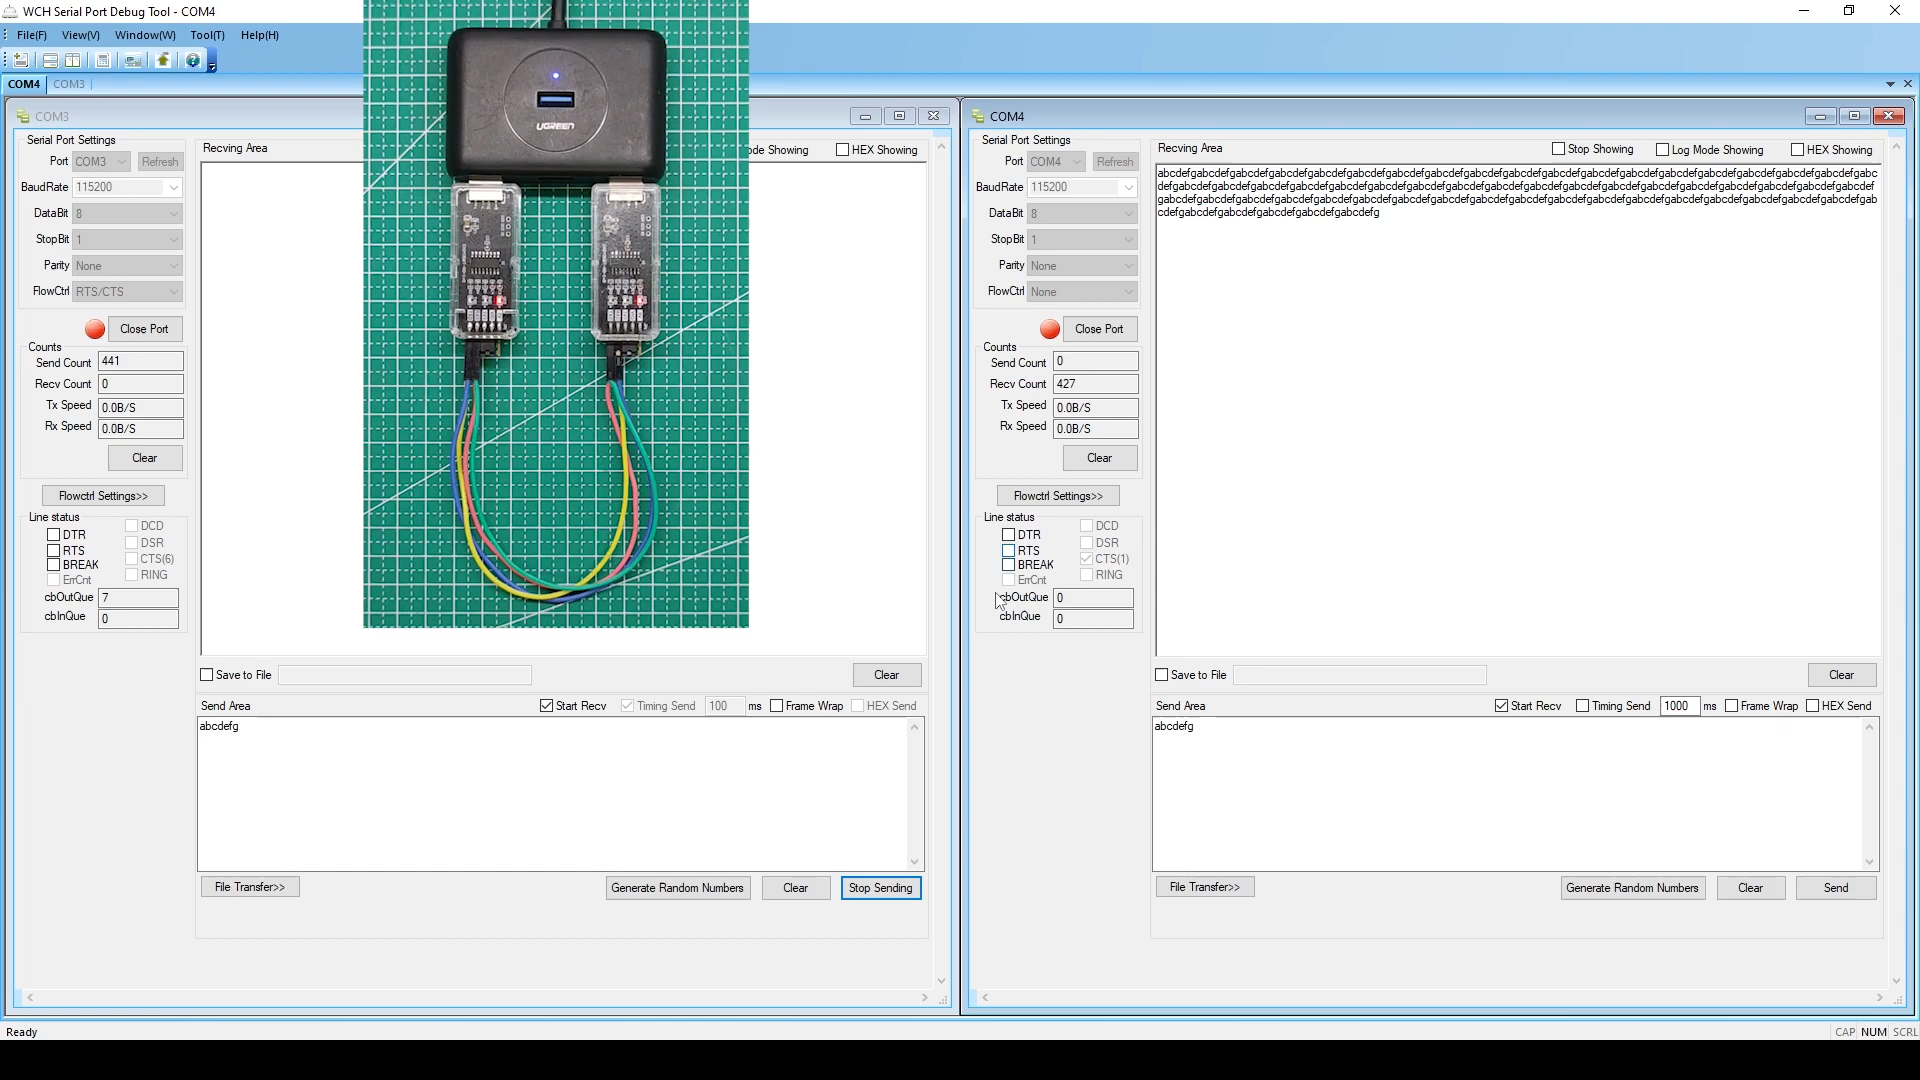 WCH Serial Port Debug Tool - COM4
File(F) View(V) Window(W) Tool(T) Help(H)
COM4 COM3
COM3
Serial Port Settings
Port COM3 Refresh
BaudRate 115200
DataBit 8
StopBit 1
Parity None
FlowCtrl RTS/CTS
Close Port
Counts
Send Count 441
Recv Count 0
Tx Speed 0.0B/S
Rx Speed 0.0B/S
Clear
Flowctrl Settings>>
Line status
DTR DCD
RTS DSR
BREAK CTS(6)
ErrCnt RING
cbOutQue 7
cbInQue 0
Recving Area ode Showing HEX Showing
UGREEN
Save to File Clear
Send Area Start Recv Timing Send 100 ms Frame Wrap HEX Send
abcdefg
File Transfer>> Generate Random Numbers Clear Stop Sending
COM4
Serial Port Settings
Port COM4 Refresh
BaudRate 115200
DataBit 8
StopBit 1
Parity None
FlowCtrl None
Close Port
Counts
Send Count 0
Recv Count 427
Tx Speed 0.0B/S
Rx Speed 0.0B/S
Clear
Flowctrl Settings>>
Line status
DTR DCD
RTS DSR
BREAK CTS(1)
ErrCnt RING
cbOutQue 0
cbInQue 0
Recving Area Stop Showing Log Mode Showing HEX Showing
abcdefgabcdefgabcdefgabcdefgabcdefgabcdefgabcdefgabcdefgabcdefgabcdefgabcdefgabcdefgabcdefgabcdefgabcdefgabcdefgabcdefgabcdefgabc
defgabcdefgabcdefgabcdefgabcdefgabcdefgabcdefgabcdefgabcdefgabcdefgabcdefgabcdefgabcdefgabcdefgabcdefgabcdefgabcdefgabcdef
gabcdefgabcdefgabcdefgabcdefgabcdefgabcdefgabcdefgabcdefgabcdefgabcdefgabcdefgabcdefgabcdefgabcdefgabcdefgabcdefgabcdefgab
cdefgabcdefgabcdefgabcdefgabcdefgabcdefg
Save to File Clear
Send Area Start Recv Timing Send 1000 ms Frame Wrap HEX Send
abcdefg
File Transfer>> Generate Random Numbers Clear Send
Ready CAP NUM SCRL